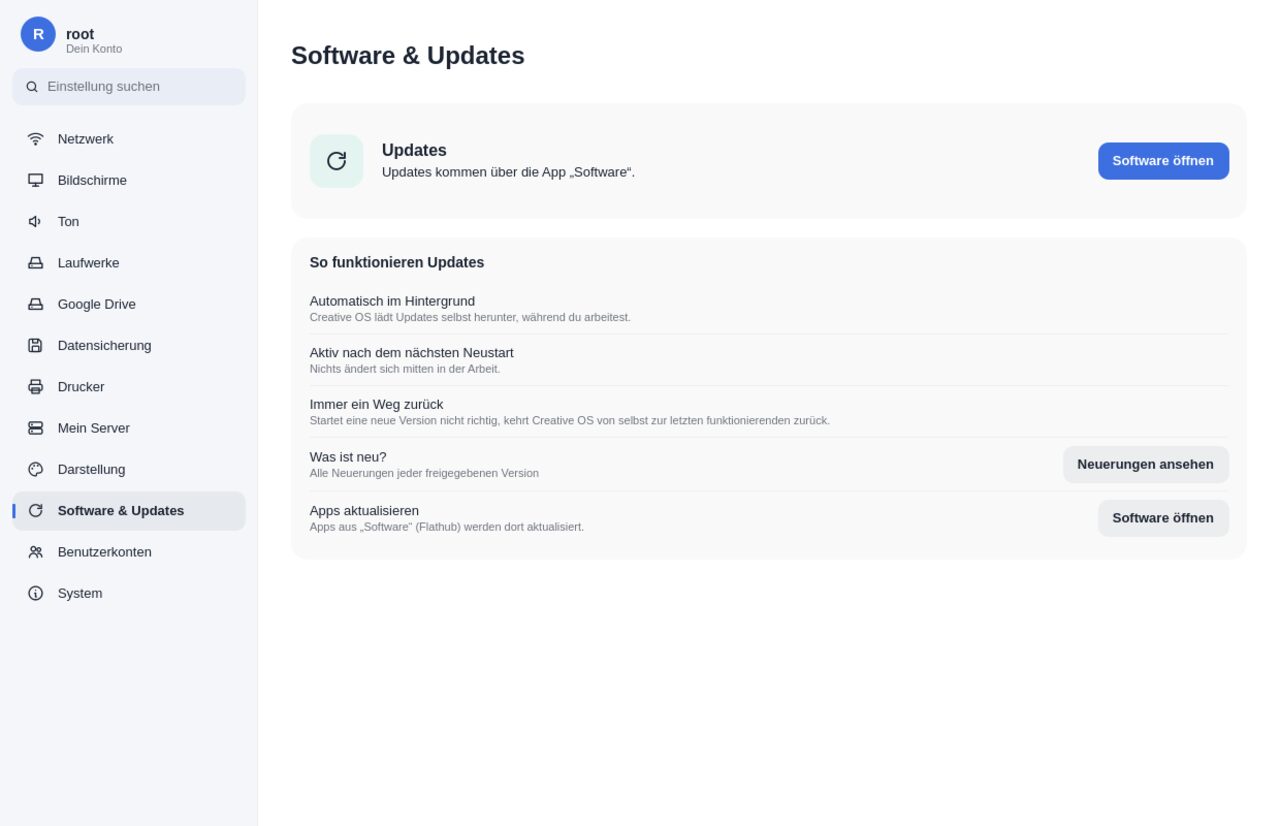 R
root
Dein Konto
Einstellung suchen
Netzwerk
Bildschirme
Ton
Laufwerke
Google Drive
Datensicherung
Drucker
Mein Server
Darstellung
Software & Updates
Benutzerkonten
System
Software & Updates
Updates
Updates kommen über die App „Software“.
Software öffnen
So funktionieren Updates
Automatisch im Hintergrund
Creative OS lädt Updates selbst herunter, während du arbeitest.
Aktiv nach dem nächsten Neustart
Nichts ändert sich mitten in der Arbeit.
Immer ein Weg zurück
Startet eine neue Version nicht richtig, kehrt Creative OS von selbst zur letzten funktionierenden zurück.
Was ist neu?
Alle Neuerungen jeder freigegebenen Version
Neuerungen ansehen
Apps aktualisieren
Apps aus „Software“ (Flathub) werden dort aktualisiert.
Software öffnen